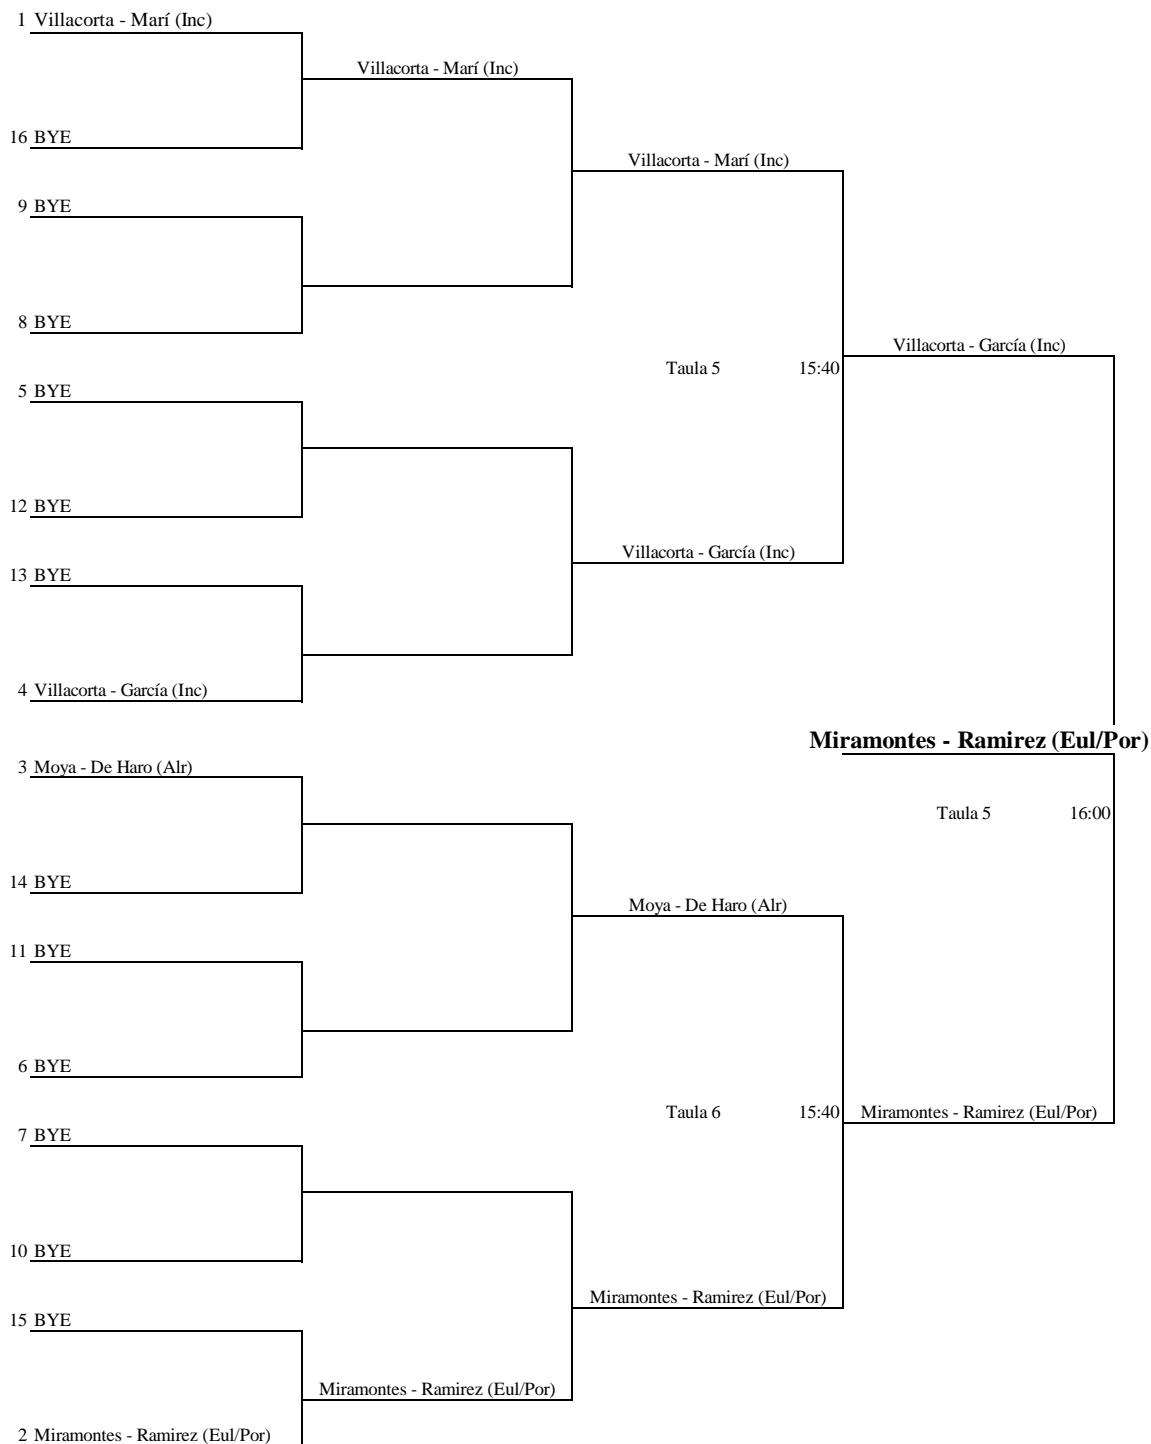 1 Villacorta - Marí (Inc)
Villacorta - Marí (Inc)
16 BYE
Villacorta - Marí (Inc)
9 BYE
8 BYE
Villacorta - García (Inc)
Taula 5 15:40
5 BYE
12 BYE
Villacorta - García (Inc)
13 BYE
4 Villacorta - García (Inc)
Miramontes - Ramirez (Eul/Por)
3 Moya - De Haro (Alr)
Taula 5 16:00
14 BYE
Moya - De Haro (Alr)
11 BYE
6 BYE
Taula 6 15:40 Miramontes - Ramirez (Eul/Por)
7 BYE
10 BYE
Miramontes - Ramirez (Eul/Por)
15 BYE
Miramontes - Ramirez (Eul/Por)
2 Miramontes - Ramirez (Eul/Por)